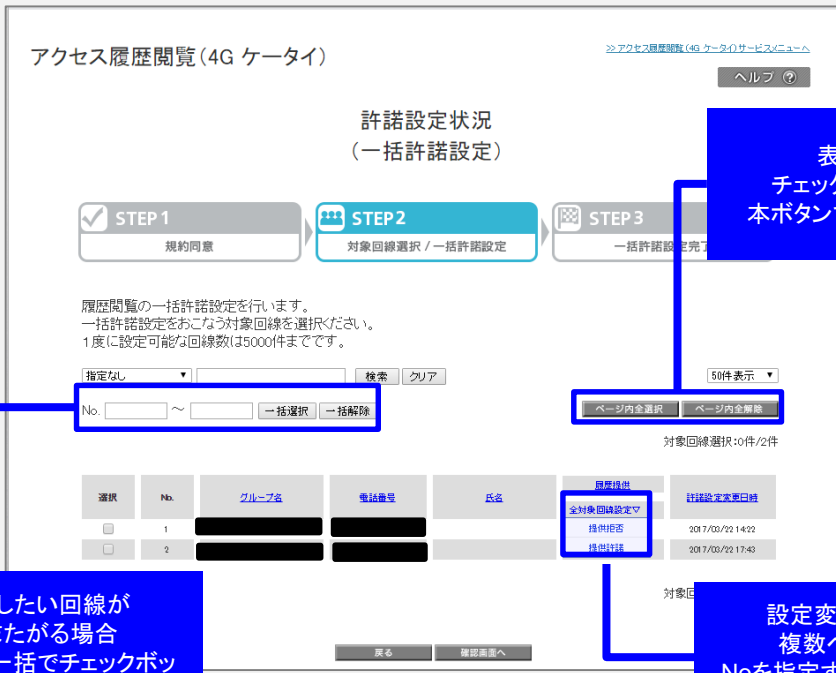 アクセス履歴閲覧(4G ケータイ)
>> アクセス履歴閲覧(4G ケータイ)サービスメニューへ
ヘルプ ?
許諾設定状況
(一括許諾設定)
STEP1
規約同意
STEP2
対象回線選択 / 一括許諾設定
STEP3
一括許諾設定完了
表
チェック
本ボタンで
履歴閲覧の一括許諾設定を行います。
一括許諾設定をおこなう対象回線を選択ください。
1度に設定可能な回線数は5000件までです。
指定なし ▼ 検索 クリア 50件表示 ▼
No. ～ 一括選択 一括解除 ページ内全選択 ページ内全解除
対象回線選択:0件/2件
選択 No. グループ名 電話番号 氏名 履歴提供 許諾設定変更日時
全対象回線設定▽
1 提供拒否 2017/03/22 14:22
2 提供許諾 2017/03/22 17:43
対象回
したい回線が
またがる場合
一括でチェックボッ
戻る 確認画面へ
設定変
複数ペ
Noを指定す